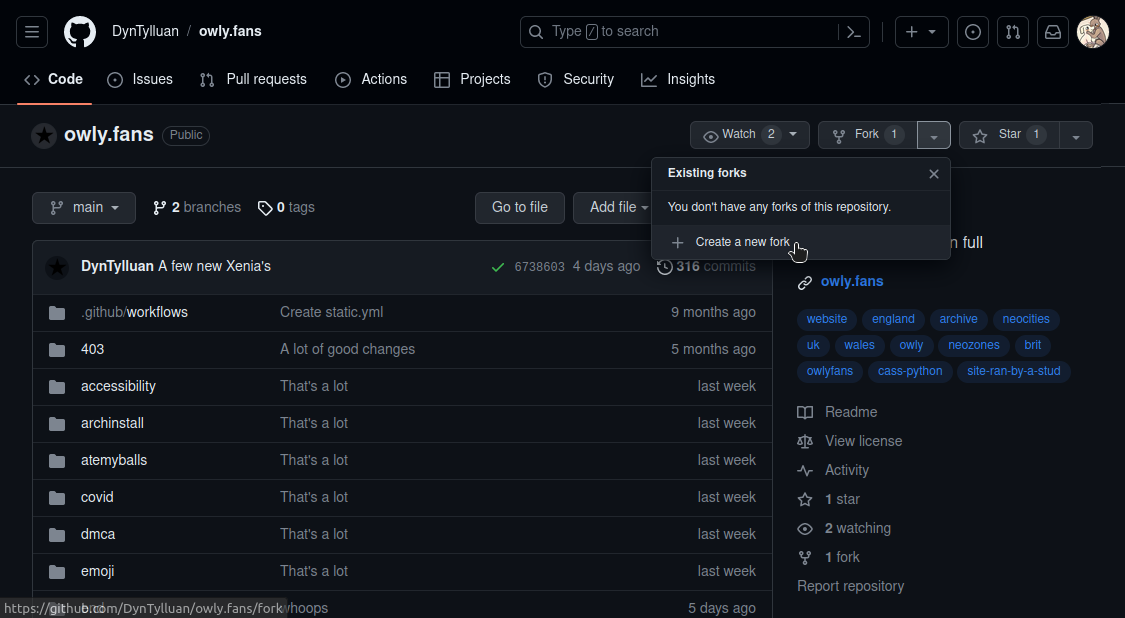 DynTylluan / owly.fans
Type / to search
Code Issues Pull requests Actions Projects Security Insights
owly.fans Public
Watch 2 Fork 1 Star 1
Existing forks
You don't have any forks of this repository.
Create a new fork
main 2 branches 0 tags Go to file Add file
n full
DynTylluan A few new Xenia's 6738603 4 days ago 316 commits
.github/workflows Create static.yml 9 months ago
403 A lot of good changes 5 months ago
accessibility That's a lot last week
archinstall That's a lot last week
atemyballs That's a lot last week
covid That's a lot last week
dmca That's a lot last week
emoji That's a lot last week
whoops 5 days ago
owly.fans
website england archive neocities
uk wales owly neozones brit
owlyfans cass-python site-ran-by-a-stud
Readme
View license
Activity
1 star
2 watching
1 fork
Report repository
https://github.com/DynTylluan/owly.fans/fork